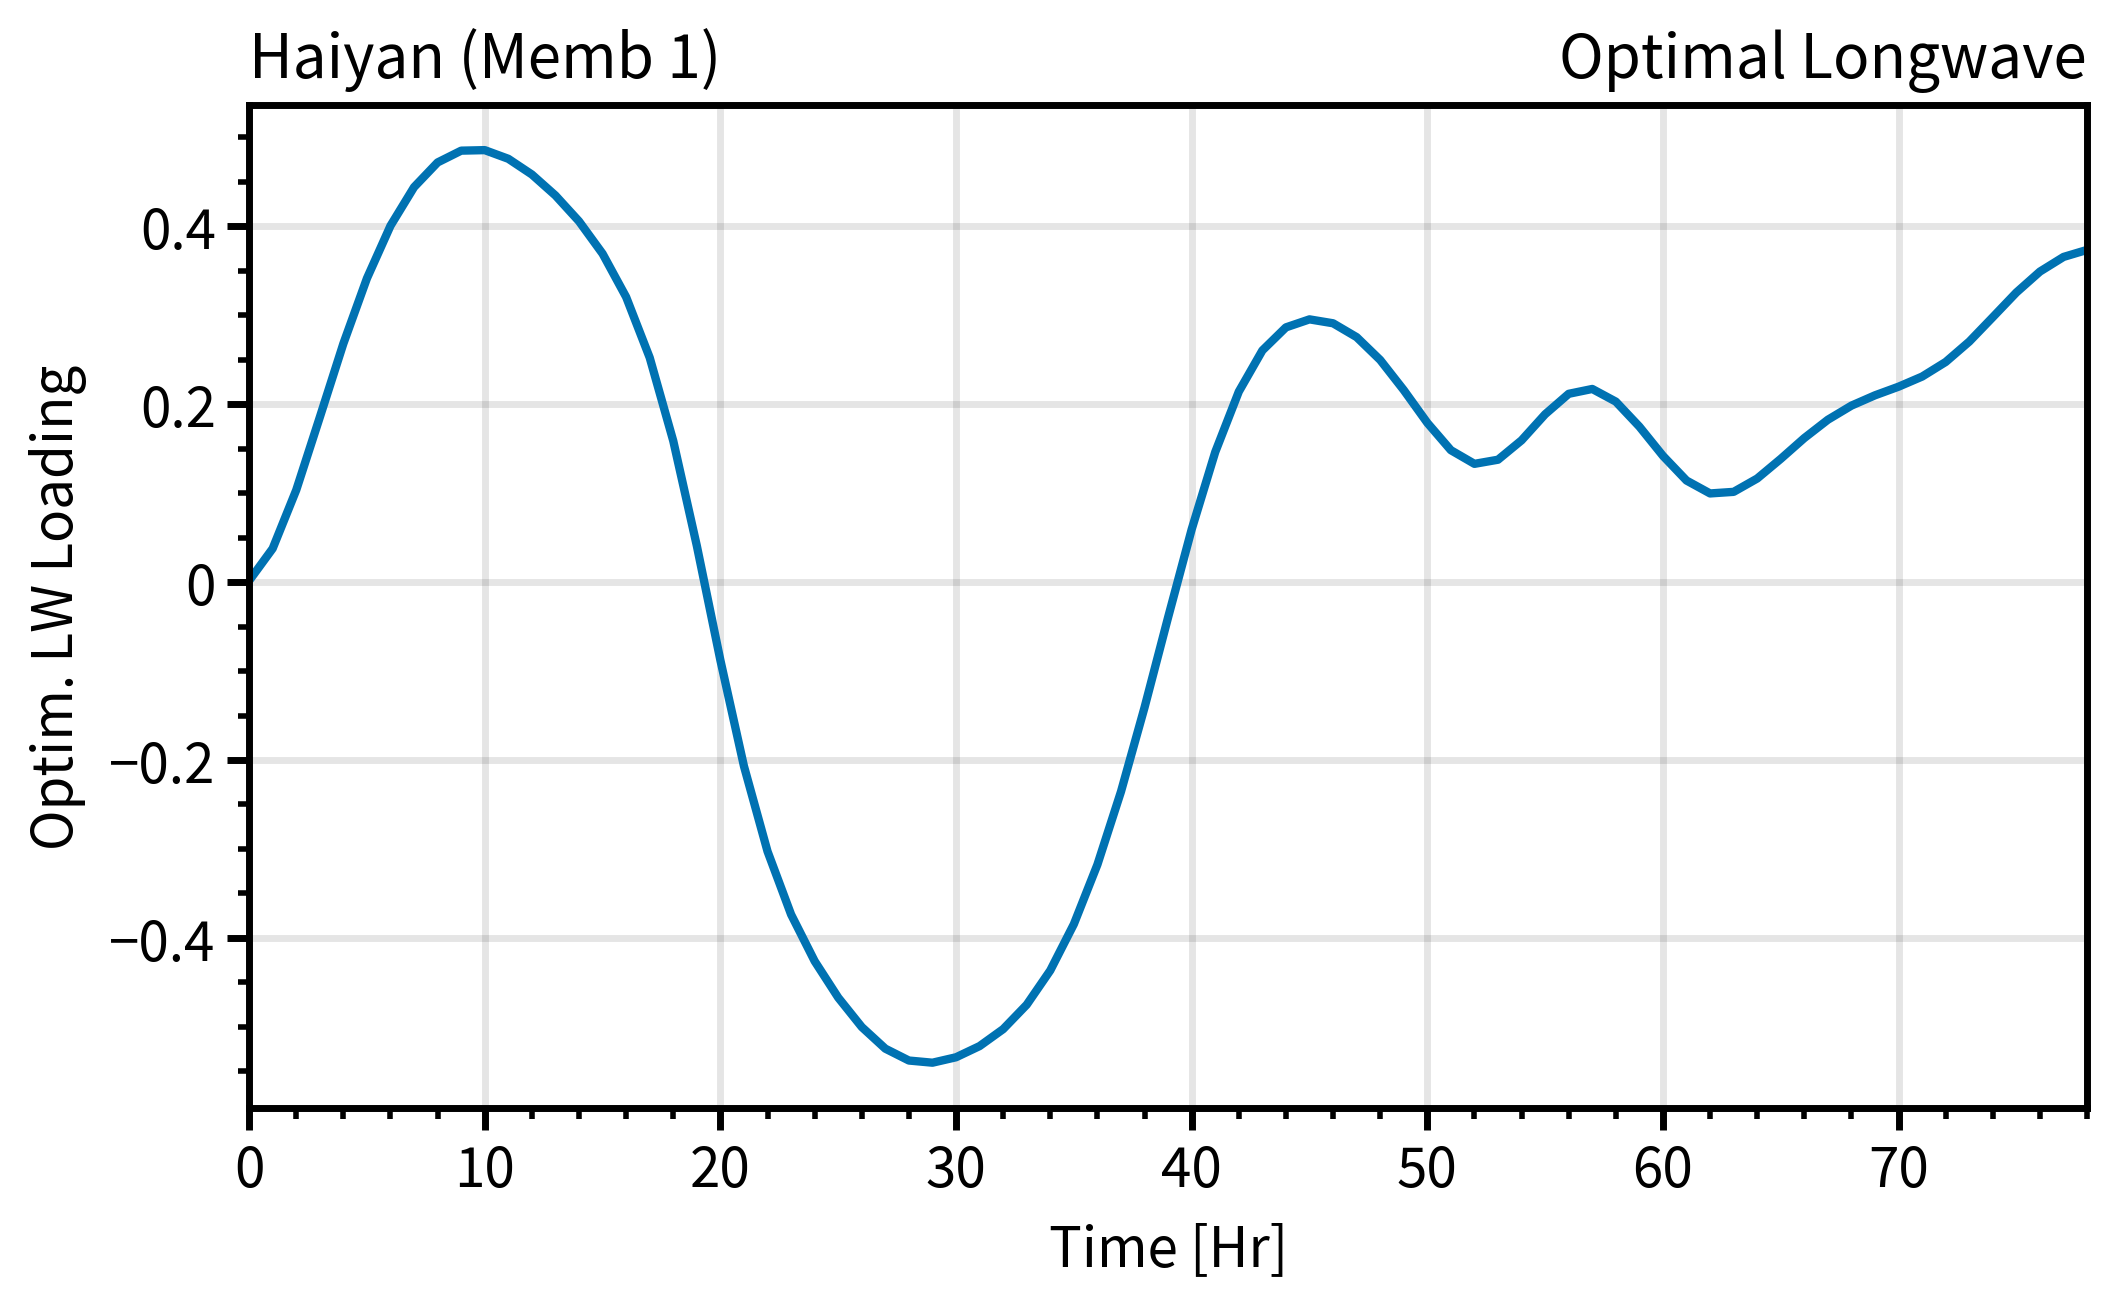 Haiyan (Memb 1)
Optimal Longwave
Optim. LW Loading
0.4
0.2
0
−0.2
−0.4
0 10 20 30 40 50 60 70
Time [Hr]